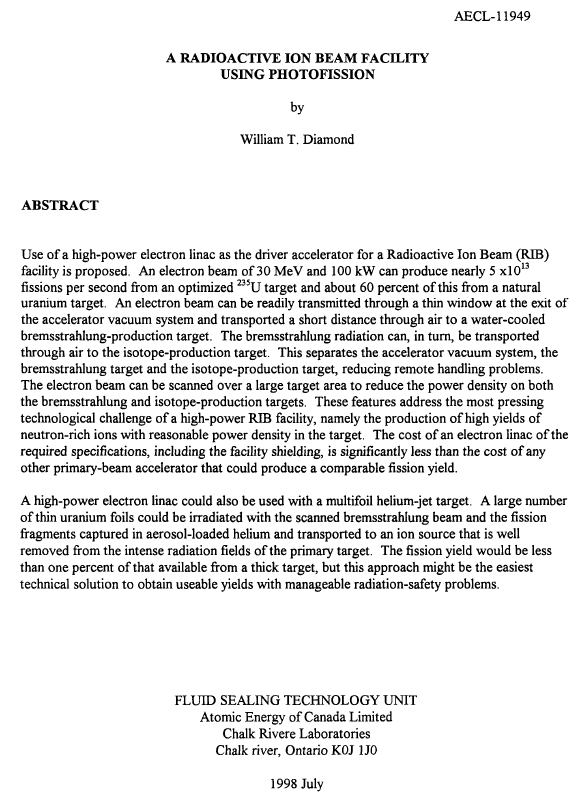 AECL-11949
A RADIOACTIVE ION BEAM FACILITY
USING PHOTOFISSION
by
William T. Diamond
ABSTRACT
Use of a high-power electron linac as the driver accelerator for a Radioactive Ion Beam (RIB)
facility is proposed. An electron beam of 30 MeV and 100 kW can produce nearly 5 x10¹³
fissions per second from an optimized ²³⁵U target and about 60 percent of this from a natural
uranium target. An electron beam can be readily transmitted through a thin window at the exit of
the accelerator vacuum system and transported a short distance through air to a water-cooled
bremsstrahlung-production target. The bremsstrahlung radiation can, in turn, be transported
through air to the isotope-production target. This separates the accelerator vacuum system, the
bremsstrahlung target and the isotope-production target, reducing remote handling problems.
The electron beam can be scanned over a large target area to reduce the power density on both
the bremsstrahlung and isotope-production targets. These features address the most pressing
technological challenge of a high-power RIB facility, namely the production of high yields of
neutron-rich ions with reasonable power density in the target. The cost of an electron linac of the
required specifications, including the facility shielding, is significantly less than the cost of any
other primary-beam accelerator that could produce a comparable fission yield.
A high-power electron linac could also be used with a multifoil helium-jet target. A large number
of thin uranium foils could be irradiated with the scanned bremsstrahlung beam and the fission
fragments captured in aerosol-loaded helium and transported to an ion source that is well
removed from the intense radiation fields of the primary target. The fission yield would be less
than one percent of that available from a thick target, but this approach might be the easiest
technical solution to obtain useable yields with manageable radiation-safety problems.
FLUID SEALING TECHNOLOGY UNIT
Atomic Energy of Canada Limited
Chalk Rivere Laboratories
Chalk river, Ontario K0J 1J0
1998 July